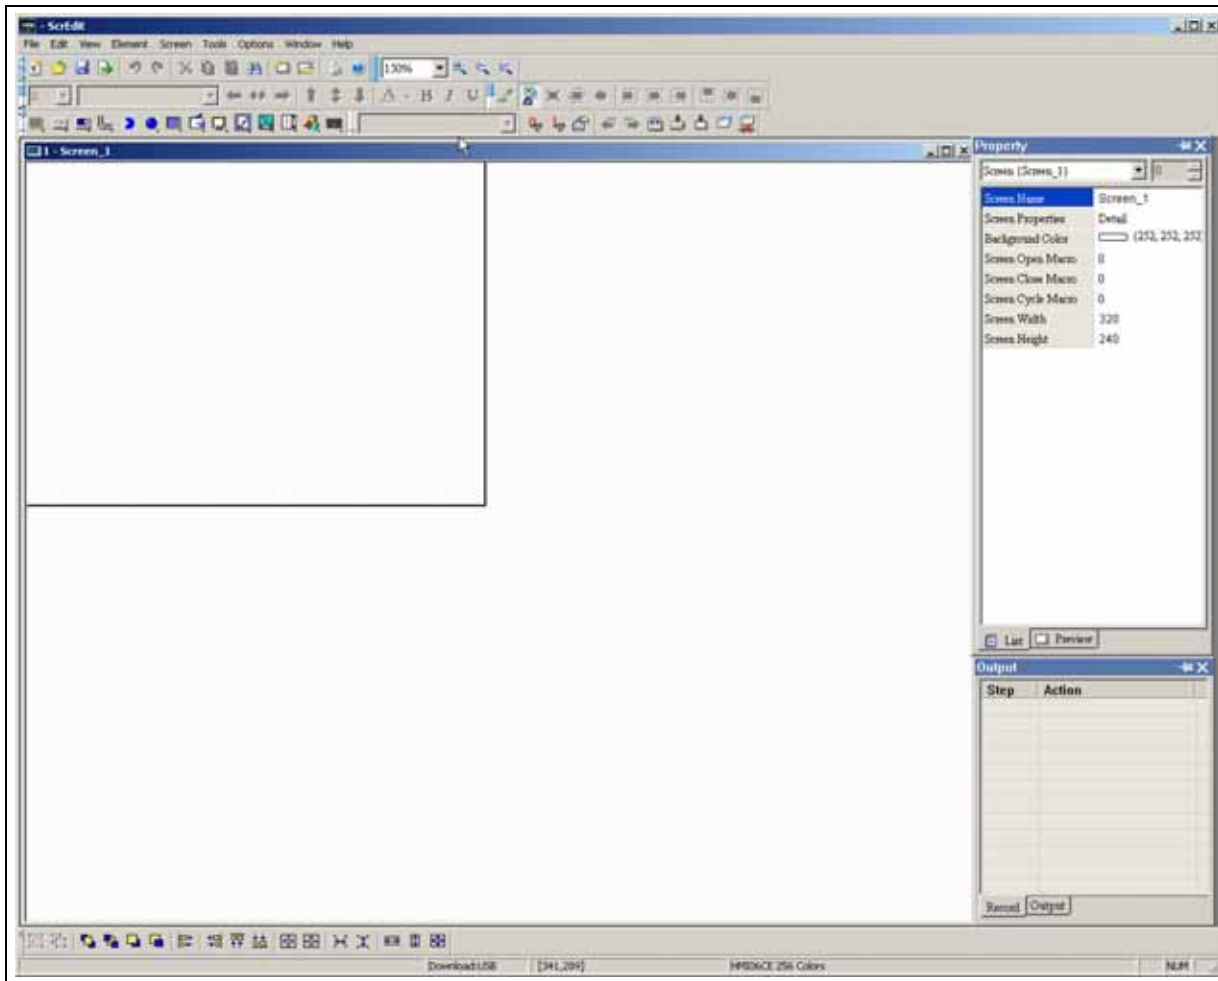 - ScrEdit
File Edit View Element Screen Tools Options Window Help
130%
A B I U
1 - Screen_1
Property
Screen (Screen_1) 0
Screen Name Screen_1
Screen Properties Detail
Background Color (252, 252, 252
Screen Open Macro 0
Screen Close Macro 0
Screen Cycle Macro 0
Screen Width 320
Screen Height 240
List Preview
Output
Step Action
Record Output
Download:USB [341,209] 256 Colors NUM